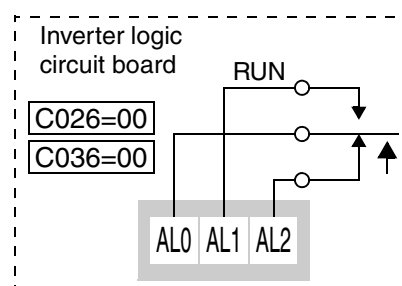 Inverter logic
circuit board
RUN
C026=00
C036=00
AL0 AL1 AL2